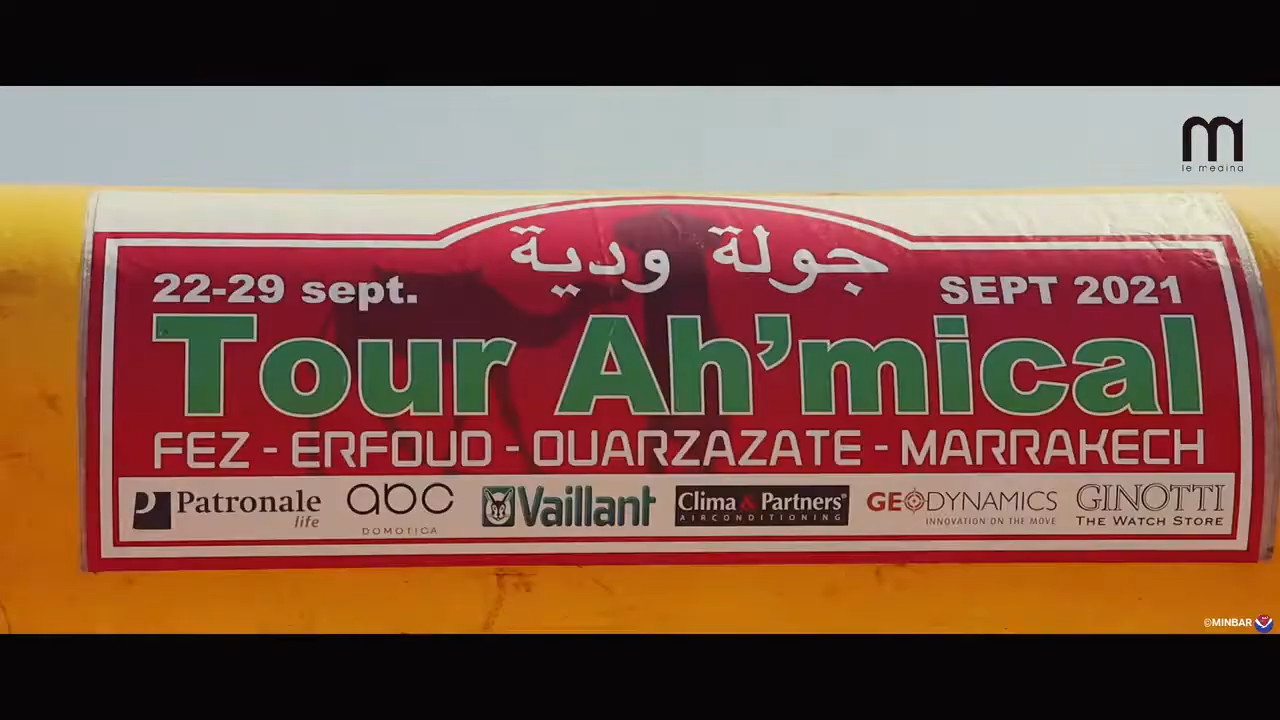 le medina
جولة ودية
22-29 sept.
SEPT 2021
Tour Ah’mical
FEZ - ERFOUD - OUARZAZATE - MARRAKECH
Patronale
life
abc
DOMOTICA
Vaillant
Clima & Partners®
AIRCONDITIONING
GEODYNAMICS
INNOVATION ON THE MOVE
GINOTTI
THE WATCH STORE
©MINBAR